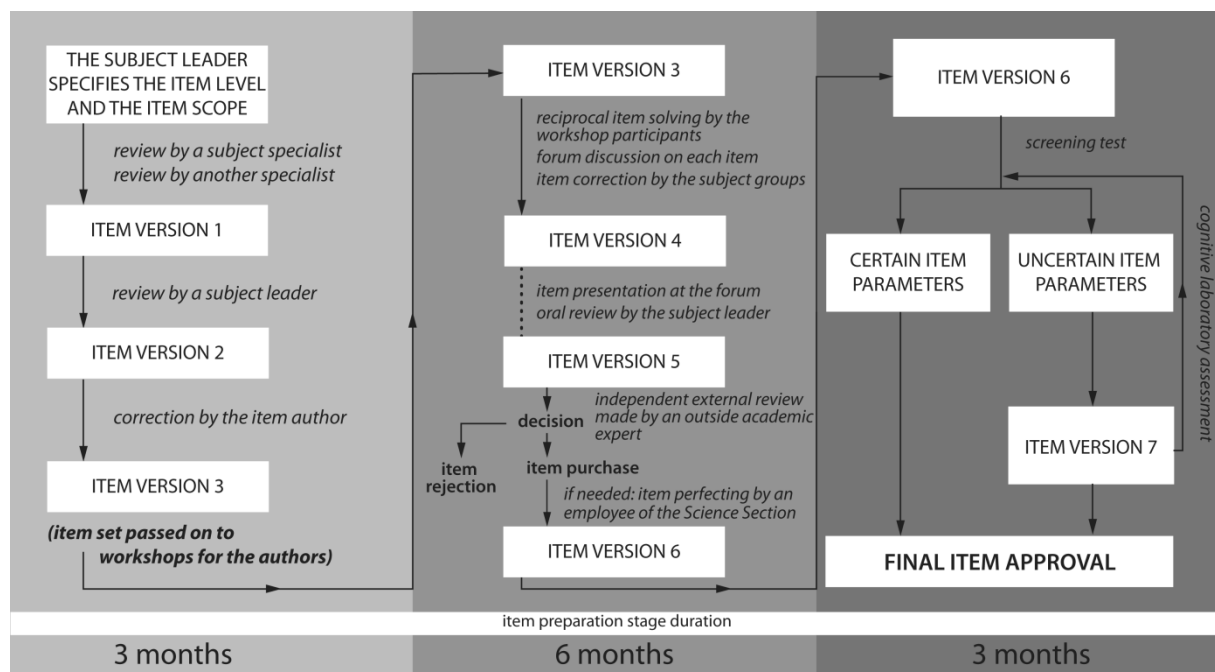 THE SUBJECT LEADER
SPECIFIES THE ITEM LEVEL
AND THE ITEM SCOPE
review by a subject specialist
review by another specialist
ITEM VERSION 1
review by a subject leader
ITEM VERSION 2
correction by the item author
ITEM VERSION 3
(item set passed on to
workshops for the authors)
ITEM VERSION 3
reciprocal item solving by the
workshop participants
forum discussion on each item
item correction by the subject groups
ITEM VERSION 4
item presentation at the forum
oral review by the subject leader
ITEM VERSION 5
independent external review
made by an outside academic
expert
decision
item
rejection
item purchase
if needed: item perfecting by an
employee of the Science Section
ITEM VERSION 6
ITEM VERSION 6
screening test
cognitive laboratory assessment
CERTAIN ITEM
PARAMETERS
UNCERTAIN ITEM
PARAMETERS
ITEM VERSION 7
FINAL ITEM APPROVAL
item preparation stage duration
3 months
6 months
3 months